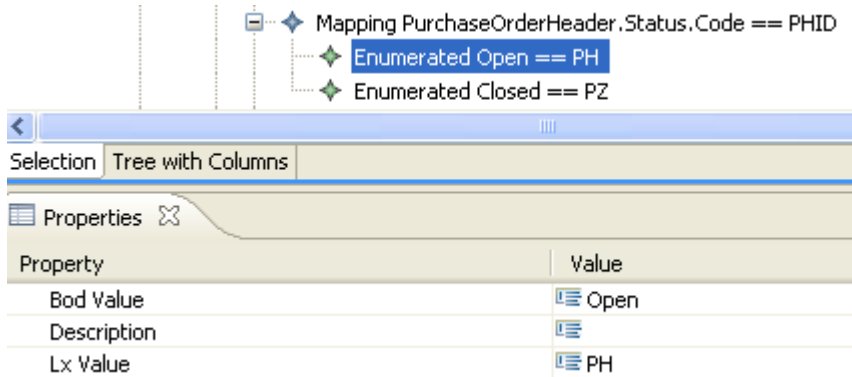 Mapping PurchaseOrderHeader.Status.Code == PHID
Enumerated Open == PH
Enumerated Closed == PZ
Selection Tree with Columns
Properties
Property Value
Bod Value Open
Description
Lx Value PH